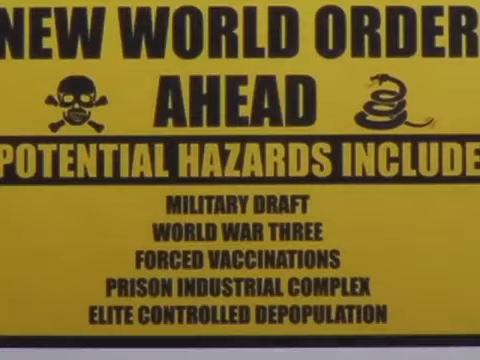 NEW WORLD ORDER
AHEAD
POTENTIAL HAZARDS INCLUDE
MILITARY DRAFT
WORLD WAR THREE
FORCED VACCINATIONS
PRISON INDUSTRIAL COMPLEX
ELITE CONTROLLED DEPOPULATION